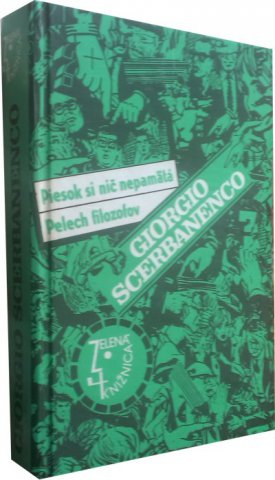 Piesok si nič nepamätá
Pelech filozofov
GIORGIO
SCERBANENCO
ZELENÁ
KNIŽNICA
GIORGIO SCERBANENCO